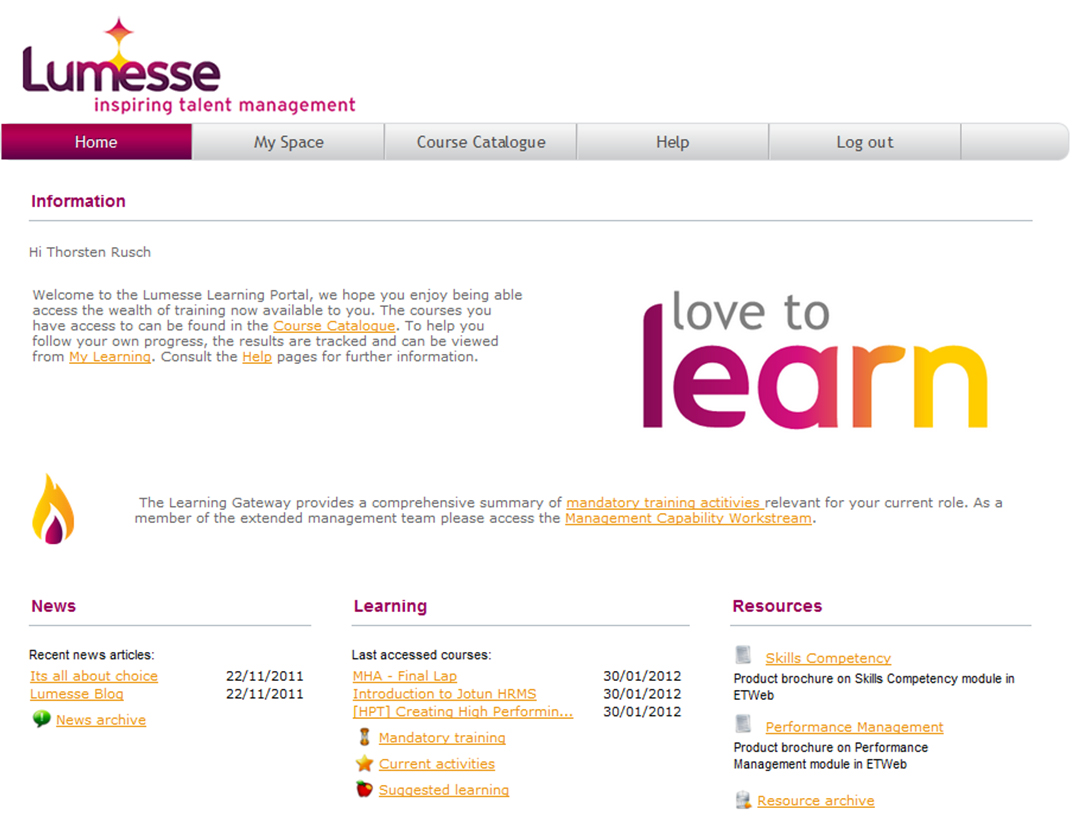 Lumesse
inspiring talent management
Home My Space Course Catalogue Help Log out
Information
Hi Thorsten Rusch
Welcome to the Lumesse Learning Portal, we hope you enjoy being able
access the wealth of training now available to you. The courses you
have access to can be found in the Course Catalogue. To help you
follow your own progress, the results are tracked and can be viewed
from My Learning. Consult the Help pages for further information.
love to
learn
The Learning Gateway provides a comprehensive summary of mandatory training actitivies relevant for your current role. As a
member of the extended management team please access the Management Capability Workstream.
News
Recent news articles:
Its all about choice 22/11/2011
Lumesse Blog 22/11/2011
News archive
Learning
Last accessed courses:
MHA - Final Lap 30/01/2012
Introduction to Jotun HRMS 30/01/2012
[HPT] Creating High Performin... 30/01/2012
Mandatory training
Current activities
Suggested learning
Resources
Skills Competency
Product brochure on Skills Competency module in
ETWeb
Performance Management
Product brochure on Performance
Management module in ETWeb
Resource archive